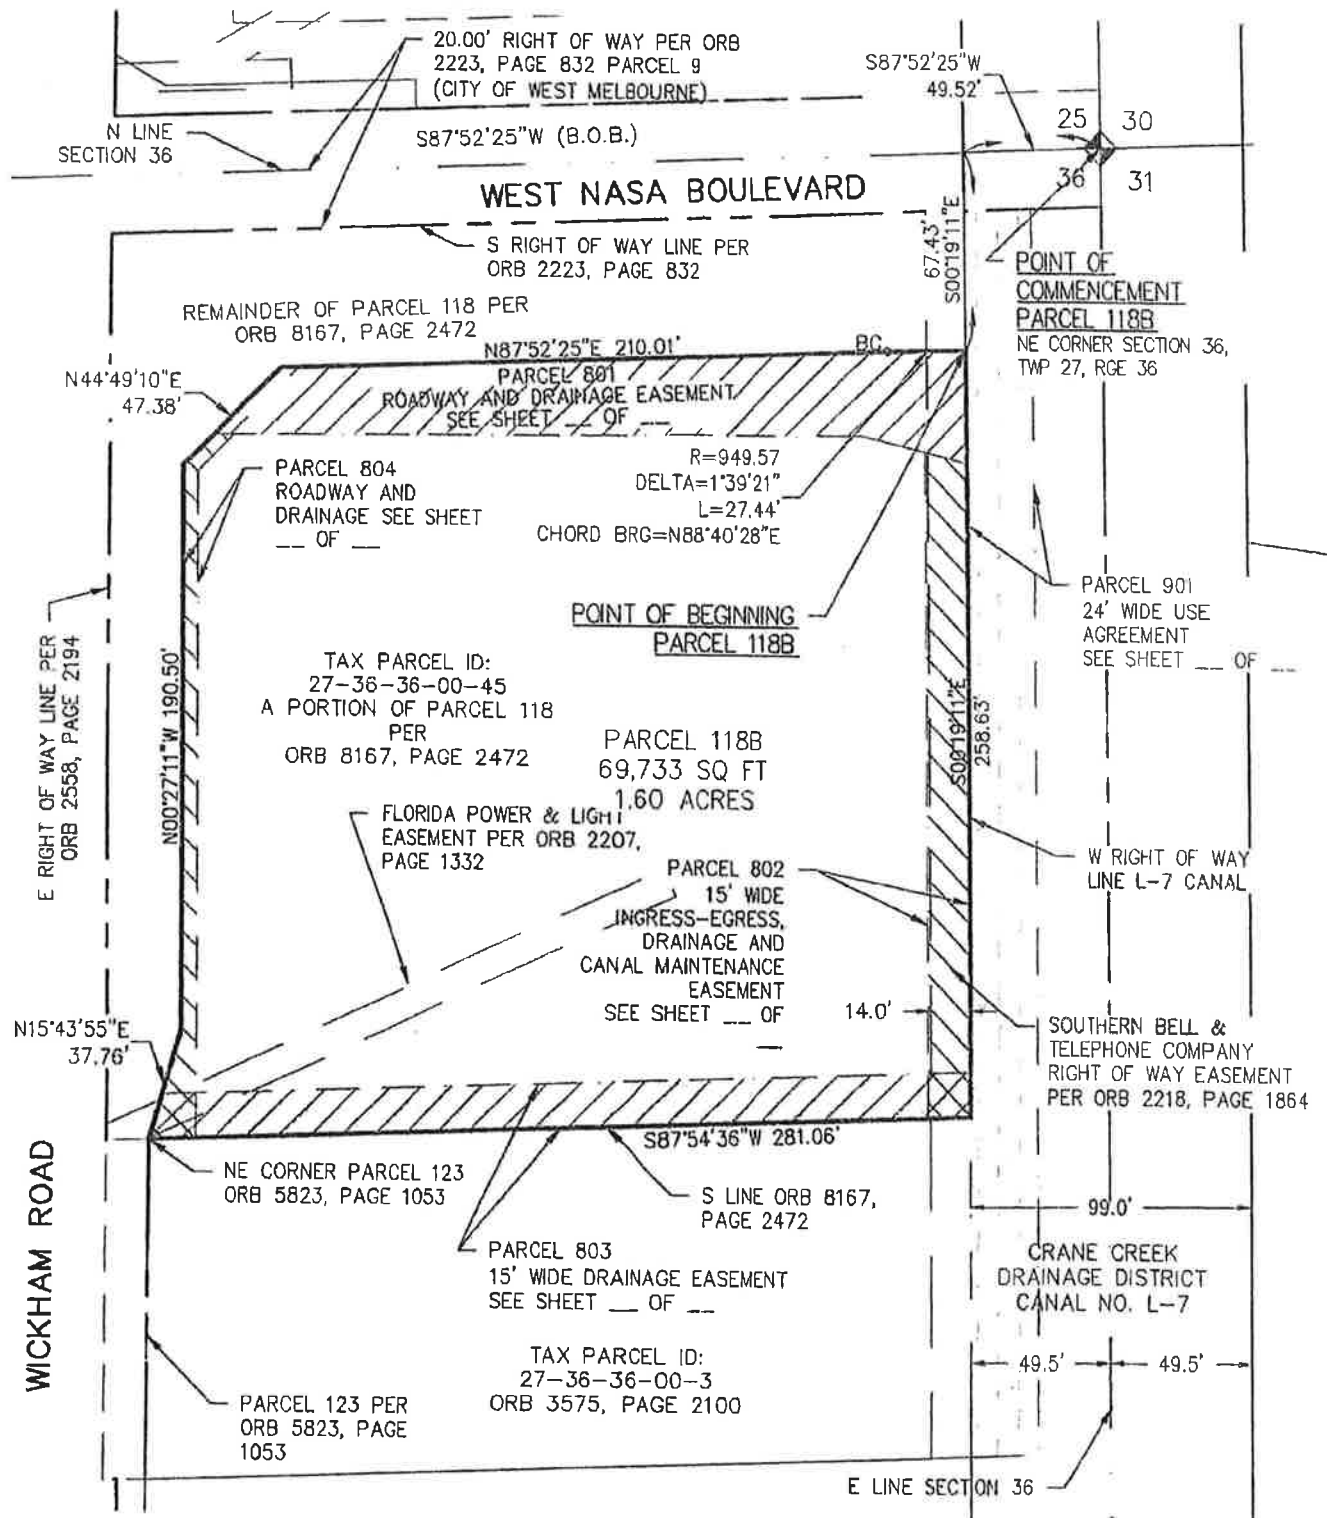 20.00' RIGHT OF WAY PER ORB
2223, PAGE 832 PARCEL 9
(CITY OF WEST MELBOURNE)
S87°52'25"W
49.52'
N LINE
SECTION 36
S87°52'25"W (B.O.B.)
25
30
36
31
WEST NASA BOULEVARD
S RIGHT OF WAY LINE PER
ORB 2223, PAGE 832
67.43'
S00°19'11"E
POINT OF
COMMENCEMENT
PARCEL 118B
NE CORNER SECTION 36,
TWP 27, RGE 36
REMAINDER OF PARCEL 118 PER
ORB 8167, PAGE 2472
N87°52'25"E 210.01'
BC
N44°49'10"E
47.38'
PARCEL 801
ROADWAY AND DRAINAGE EASEMENT
SEE SHEET __ OF __
PARCEL 804
ROADWAY AND
DRAINAGE SEE SHEET
__ OF __
R=949.57
DELTA=1°39'21"
L=27.44'
CHORD BRG=N88°40'28"E
PARCEL 901
24' WIDE USE
AGREEMENT
SEE SHEET __ OF __
POINT OF BEGINNING
PARCEL 118B
E RIGHT OF WAY LINE PER
ORB 2558, PAGE 2194
N00°27'11"W 190.50'
TAX PARCEL ID:
27-36-36-00-45
A PORTION OF PARCEL 118
PER
ORB 8167, PAGE 2472
PARCEL 118B
69,733 SQ FT
1.60 ACRES
S00°19'11"E
258.63'
FLORIDA POWER & LIGHT
EASEMENT PER ORB 2207,
PAGE 1332
W RIGHT OF WAY
LINE L-7 CANAL
PARCEL 802
15' WIDE
INGRESS-EGRESS,
DRAINAGE AND
CANAL MAINTENANCE
EASEMENT
SEE SHEET __ OF
__
14.0'
N15°43'55"E
37.76'
SOUTHERN BELL &
TELEPHONE COMPANY
RIGHT OF WAY EASEMENT
PER ORB 2218, PAGE 1864
S87°54'36"W 281.06'
NE CORNER PARCEL 123
ORB 5823, PAGE 1053
S LINE ORB 8167,
PAGE 2472
99.0'
WICKHAM ROAD
PARCEL 803
15' WIDE DRAINAGE EASEMENT
SEE SHEET __ OF __
CRANE CREEK
DRAINAGE DISTRICT
CANAL NO. L-7
TAX PARCEL ID:
27-36-36-00-3
ORB 3575, PAGE 2100
49.5'
49.5'
PARCEL 123 PER
ORB 5823, PAGE
1053
E LINE SECTION 36